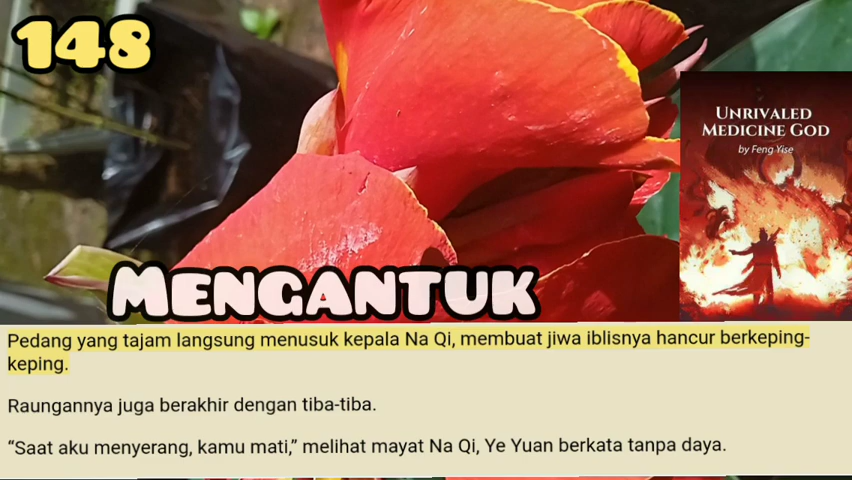 148
UNRIVALED
MEDICINE GOD
by Feng Yise
MENGANTUK
Pedang yang tajam langsung menusuk kepala Na Qi, membuat jiwa iblisnya hancur berkeping-
keping.
Raungannya juga berakhir dengan tiba-tiba.
“Saat aku menyerang, kamu mati,” melihat mayat Na Qi, Ye Yuan berkata tanpa daya.